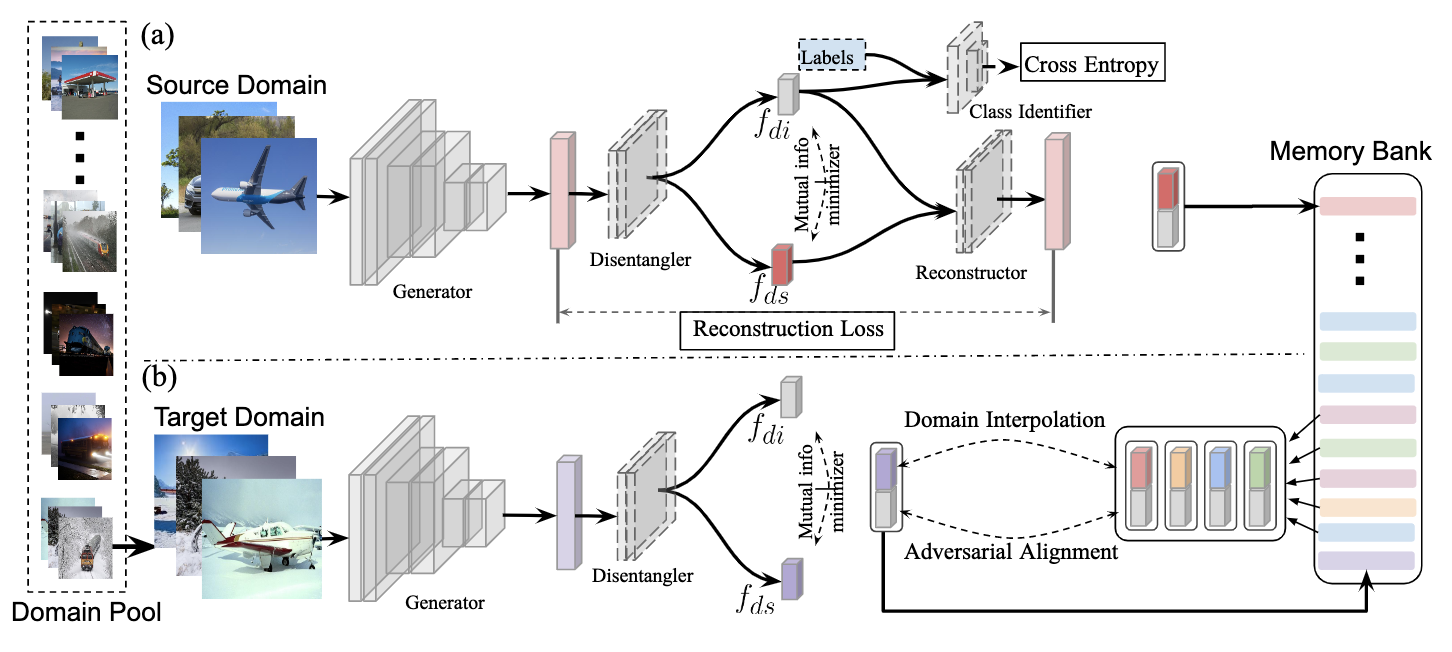 (a)
Source Domain
Labels
Cross Entropy
Class Identifier
f_{di}
Mutual info
minimizer
Memory Bank
Disentangler
Generator
f_{ds}
Reconstructor
Reconstruction Loss
(b)
Target Domain
f_{di}
Domain Interpolation
Mutual info
minimizer
Adversarial Alignment
Disentangler
Generator
f_{ds}
Domain Pool